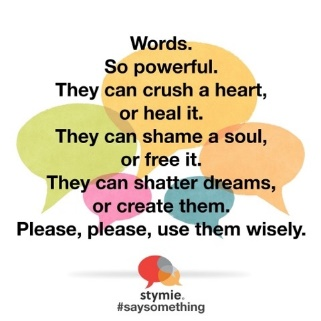 Words.
So powerful.
They can crush a heart,
or heal it.
They can shame a soul,
or free it.
They can shatter dreams,
or create them.
Please, please, use them wisely.
stymie.
#saysomething